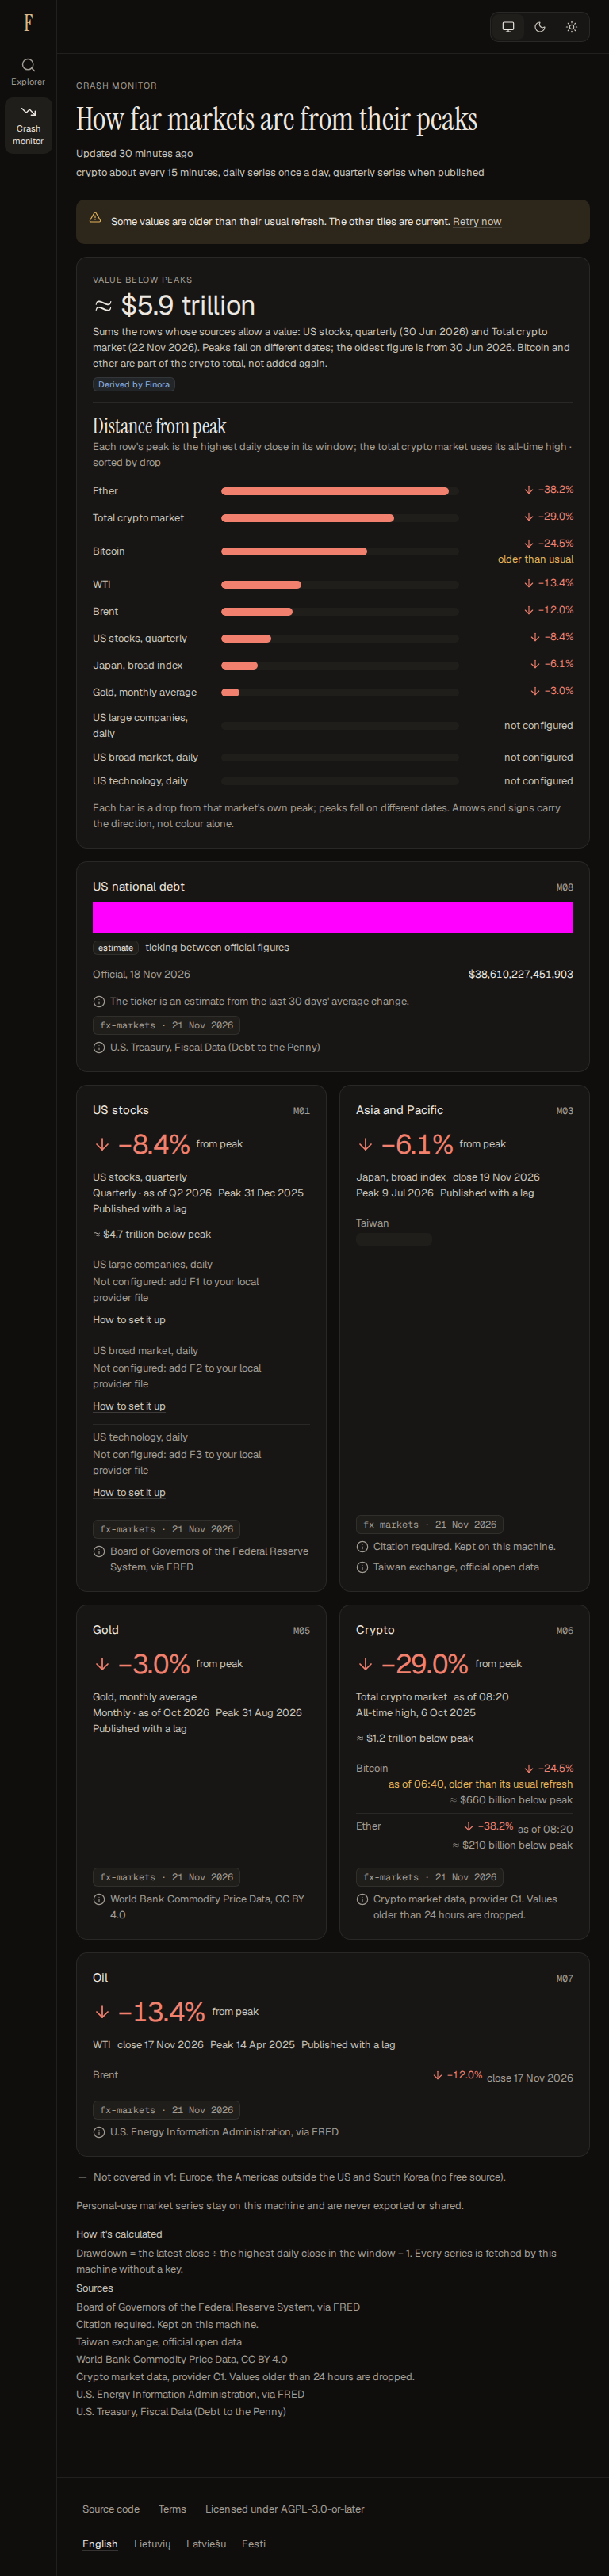 F
Explorer
Crash
monitor
CRASH MONITOR
How far markets are from their peaks
Updated 30 minutes ago
crypto about every 15 minutes, daily series once a day, quarterly series when published
Some values are older than their usual refresh. The other tiles are current. Retry now
VALUE BELOW PEAKS
≈ $5.9 trillion
Sums the rows whose sources allow a value: US stocks, quarterly (30 Jun 2026) and Total crypto
market (22 Nov 2026). Peaks fall on different dates; the oldest figure is from 30 Jun 2026. Bitcoin and
ether are part of the crypto total, not added again.
Derived by Finora
Distance from peak
Each row's peak is the highest daily close in its window; the total crypto market uses its all-time high ·
sorted by drop
Ether ↓ −38.2%
Total crypto market ↓ −29.0%
Bitcoin ↓ −24.5%
older than usual
WTI ↓ −13.4%
Brent ↓ −12.0%
US stocks, quarterly ↓ −8.4%
Japan, broad index ↓ −6.1%
Gold, monthly average ↓ −3.0%
US large companies,
daily not configured
US broad market, daily not configured
US technology, daily not configured
Each bar is a drop from that market's own peak; peaks fall on different dates. Arrows and signs carry
the direction, not colour alone.
US national debt M08
estimate ticking between official figures
Official, 18 Nov 2026 $38,610,227,451,903
The ticker is an estimate from the last 30 days' average change.
fx-markets · 21 Nov 2026
U.S. Treasury, Fiscal Data (Debt to the Penny)
US stocks M01
↓ −8.4% from peak
US stocks, quarterly
Quarterly · as of Q2 2026 Peak 31 Dec 2025
Published with a lag
≈ $4.7 trillion below peak
US large companies, daily
Not configured: add F1 to your local
provider file
How to set it up
US broad market, daily
Not configured: add F2 to your local
provider file
How to set it up
US technology, daily
Not configured: add F3 to your local
provider file
How to set it up
fx-markets · 21 Nov 2026
Board of Governors of the Federal Reserve
System, via FRED
Asia and Pacific M03
↓ −6.1% from peak
Japan, broad index close 19 Nov 2026
Peak 9 Jul 2026 Published with a lag
Taiwan
fx-markets · 21 Nov 2026
Citation required. Kept on this machine.
Taiwan exchange, official open data
Gold M05
↓ −3.0% from peak
Gold, monthly average
Monthly · as of Oct 2026 Peak 31 Aug 2026
Published with a lag
fx-markets · 21 Nov 2026
World Bank Commodity Price Data, CC BY
4.0
Crypto M06
↓ −29.0% from peak
Total crypto market as of 08:20
All-time high, 6 Oct 2025
≈ $1.2 trillion below peak
Bitcoin ↓ −24.5%
as of 06:40, older than its usual refresh
≈ $660 billion below peak
Ether ↓ −38.2% as of 08:20
≈ $210 billion below peak
fx-markets · 21 Nov 2026
Crypto market data, provider C1. Values
older than 24 hours are dropped.
Oil M07
↓ −13.4% from peak
WTI close 17 Nov 2026 Peak 14 Apr 2025 Published with a lag
Brent ↓ −12.0% close 17 Nov 2026
fx-markets · 21 Nov 2026
U.S. Energy Information Administration, via FRED
— Not covered in v1: Europe, the Americas outside the US and South Korea (no free source).
Personal-use market series stay on this machine and are never exported or shared.
How it's calculated
Drawdown = the latest close ÷ the highest daily close in the window − 1. Every series is fetched by this
machine without a key.
Sources
Board of Governors of the Federal Reserve System, via FRED
Citation required. Kept on this machine.
Taiwan exchange, official open data
World Bank Commodity Price Data, CC BY 4.0
Crypto market data, provider C1. Values older than 24 hours are dropped.
U.S. Energy Information Administration, via FRED
U.S. Treasury, Fiscal Data (Debt to the Penny)
Source code Terms Licensed under AGPL-3.0-or-later
English Lietuvių Latviešu Eesti